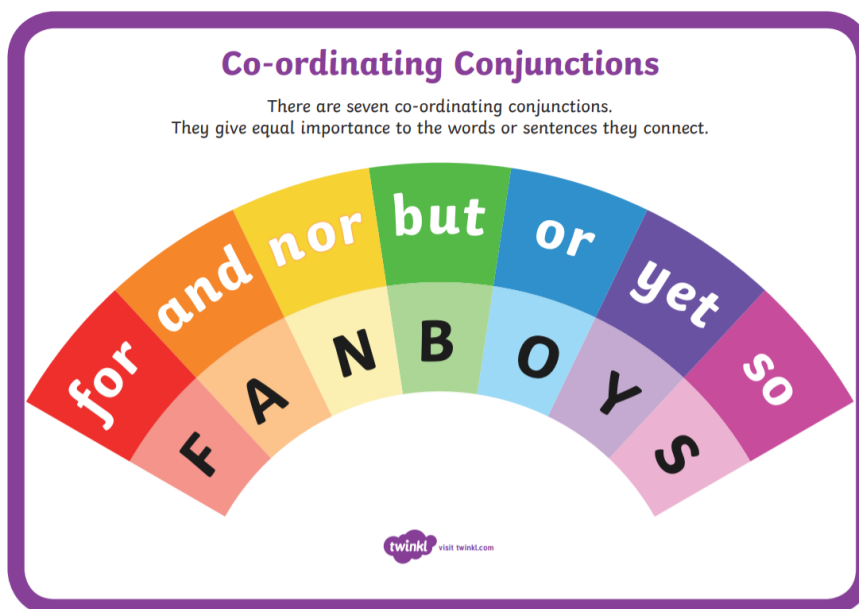 Co-ordinating Conjunctions
There are seven co-ordinating conjunctions.
They give equal importance to the words or sentences they connect.
for and nor but or yet so
F A N B O Y S
twinkl visit twinkl.com